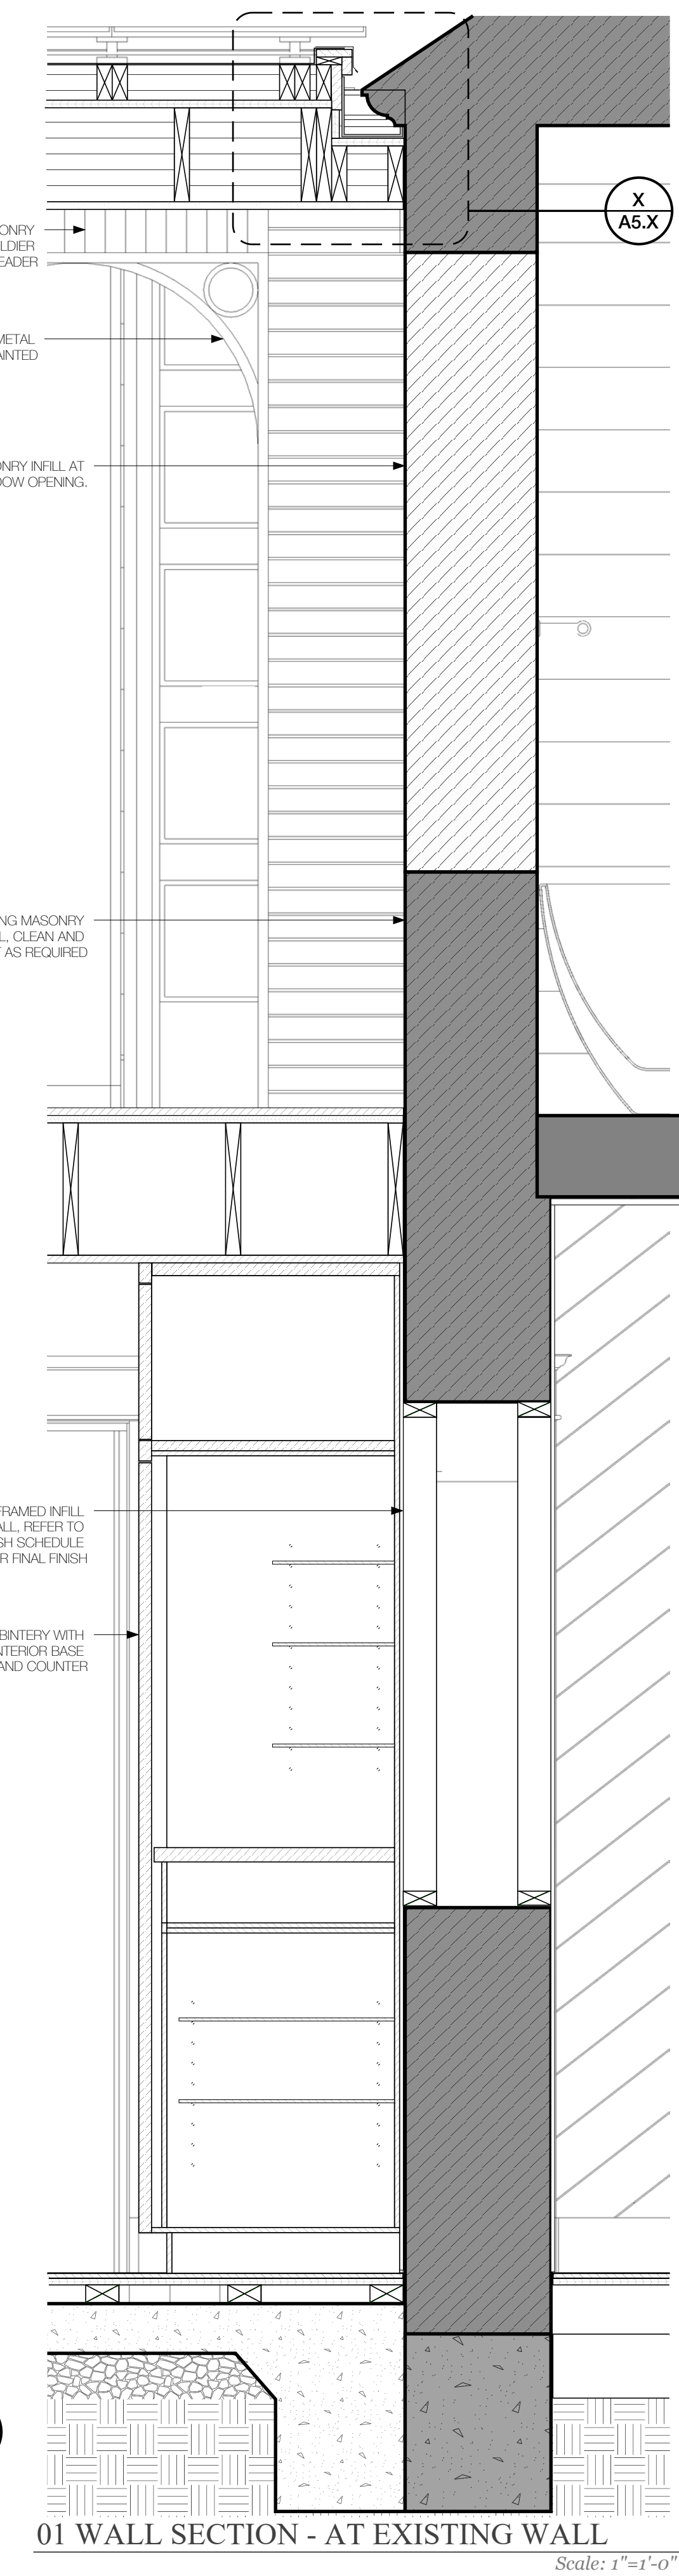 X
A5.X
ONRY
LDIER
EADER
METAL
AINTED
ONRY INFILL AT
OW OPENING.
NG MASONRY
L, CLEAN AND
AS REQUIRED
FRAMED INFILL
ALL, REFER TO
SH SCHEDULE
R FINAL FINISH
BINTERY WITH
NTERIOR BASE
AND COUNTER
01 WALL SECTION - AT EXISTING WALL
Scale: 1"=1'-0"